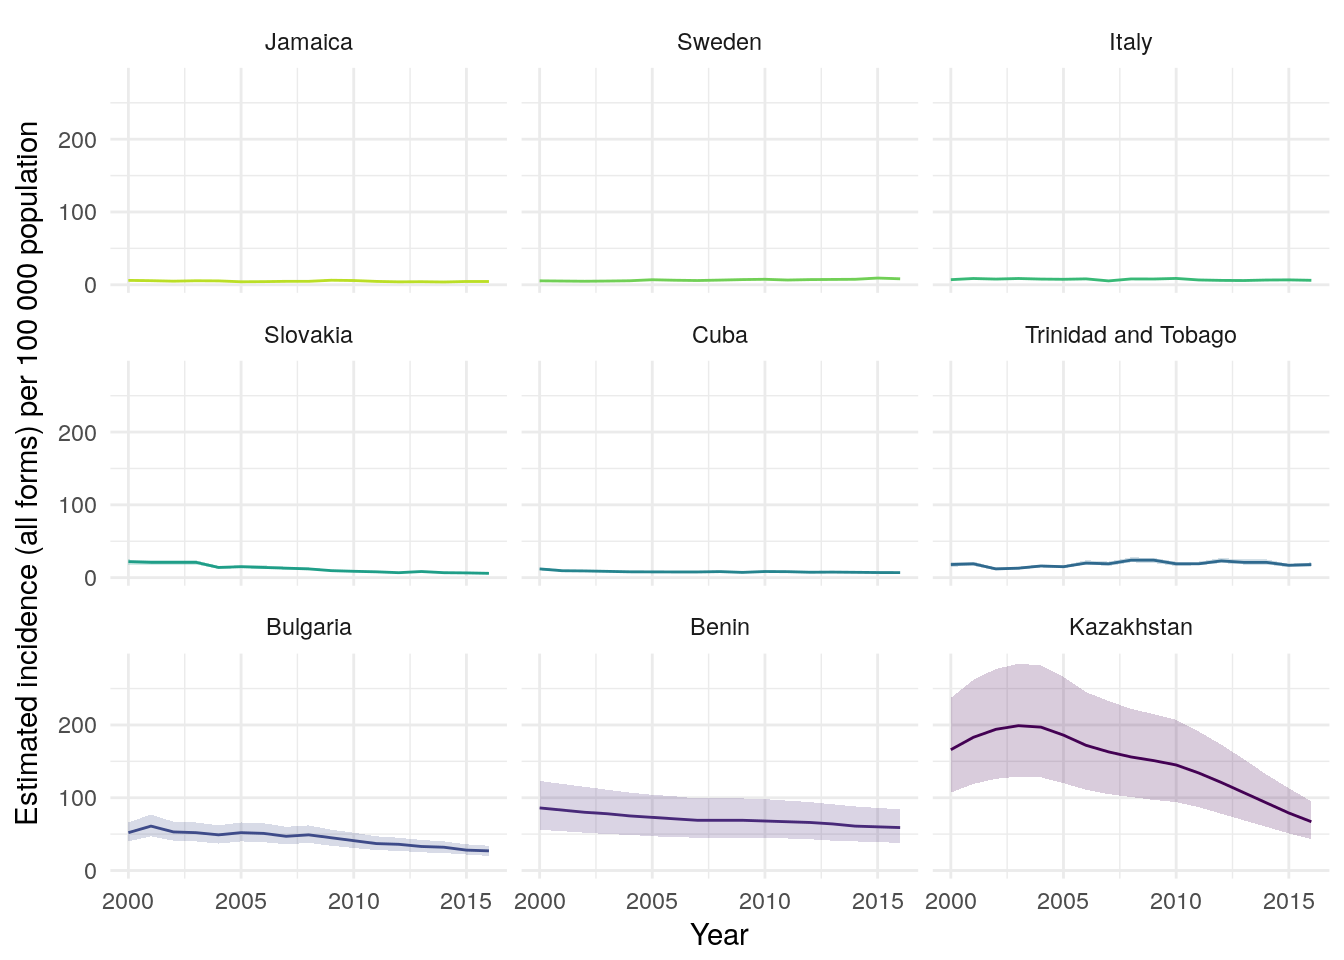 Jamaica
Sweden
Italy
200
100
0
Slovakia
Cuba
Trinidad and Tobago
200
100
0
Bulgaria
Benin
Kazakhstan
200
100
0
2000 2005 2010 2015
2000 2005 2010 2015
2000 2005 2010 2015
Year
Estimated incidence (all forms) per 100 000 population